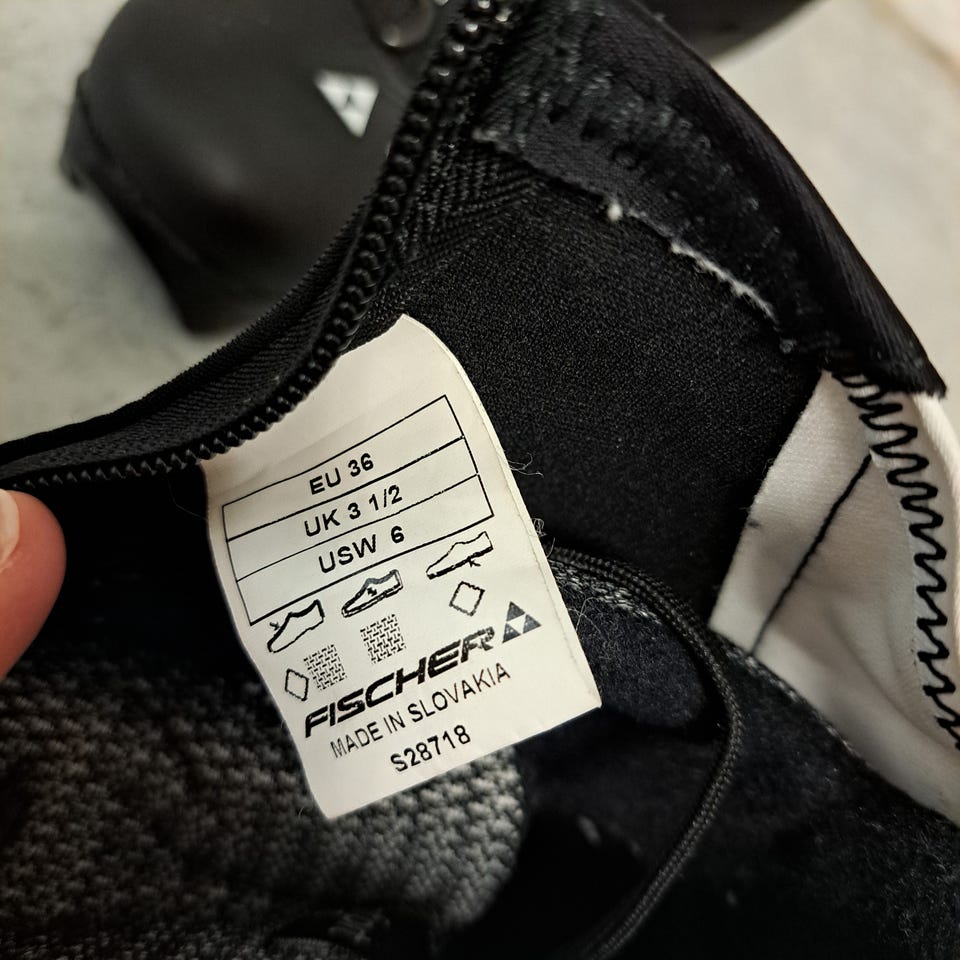 EU 36
UK 3 1/2
USW 6
FISCHER
MADE IN SLOVAKIA
S28718